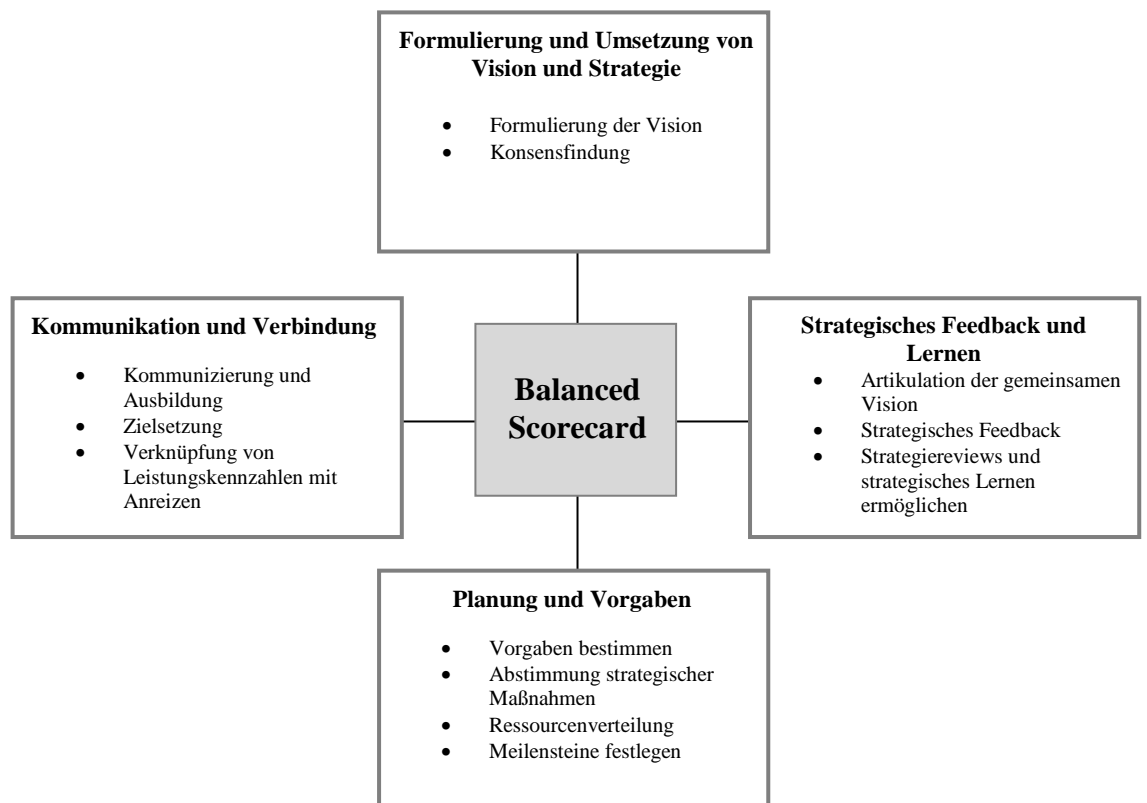 Formulierung und Umsetzung von
Vision und Strategie
• Formulierung der Vision
• Konsensfindung
Kommunikation und Verbindung
• Kommunizierung und
Ausbildung
• Zielsetzung
• Verknüpfung von
Leistungskennzahlen mit
Anreizen
Balanced
Scorecard
Strategisches Feedback und
Lernen
• Artikulation der gemeinsamen
Vision
• Strategisches Feedback
• Strategiereviews und
strategisches Lernen
ermöglichen
Planung und Vorgaben
• Vorgaben bestimmen
• Abstimmung strategischer
Maßnahmen
• Ressourcenverteilung
• Meilensteine festlegen